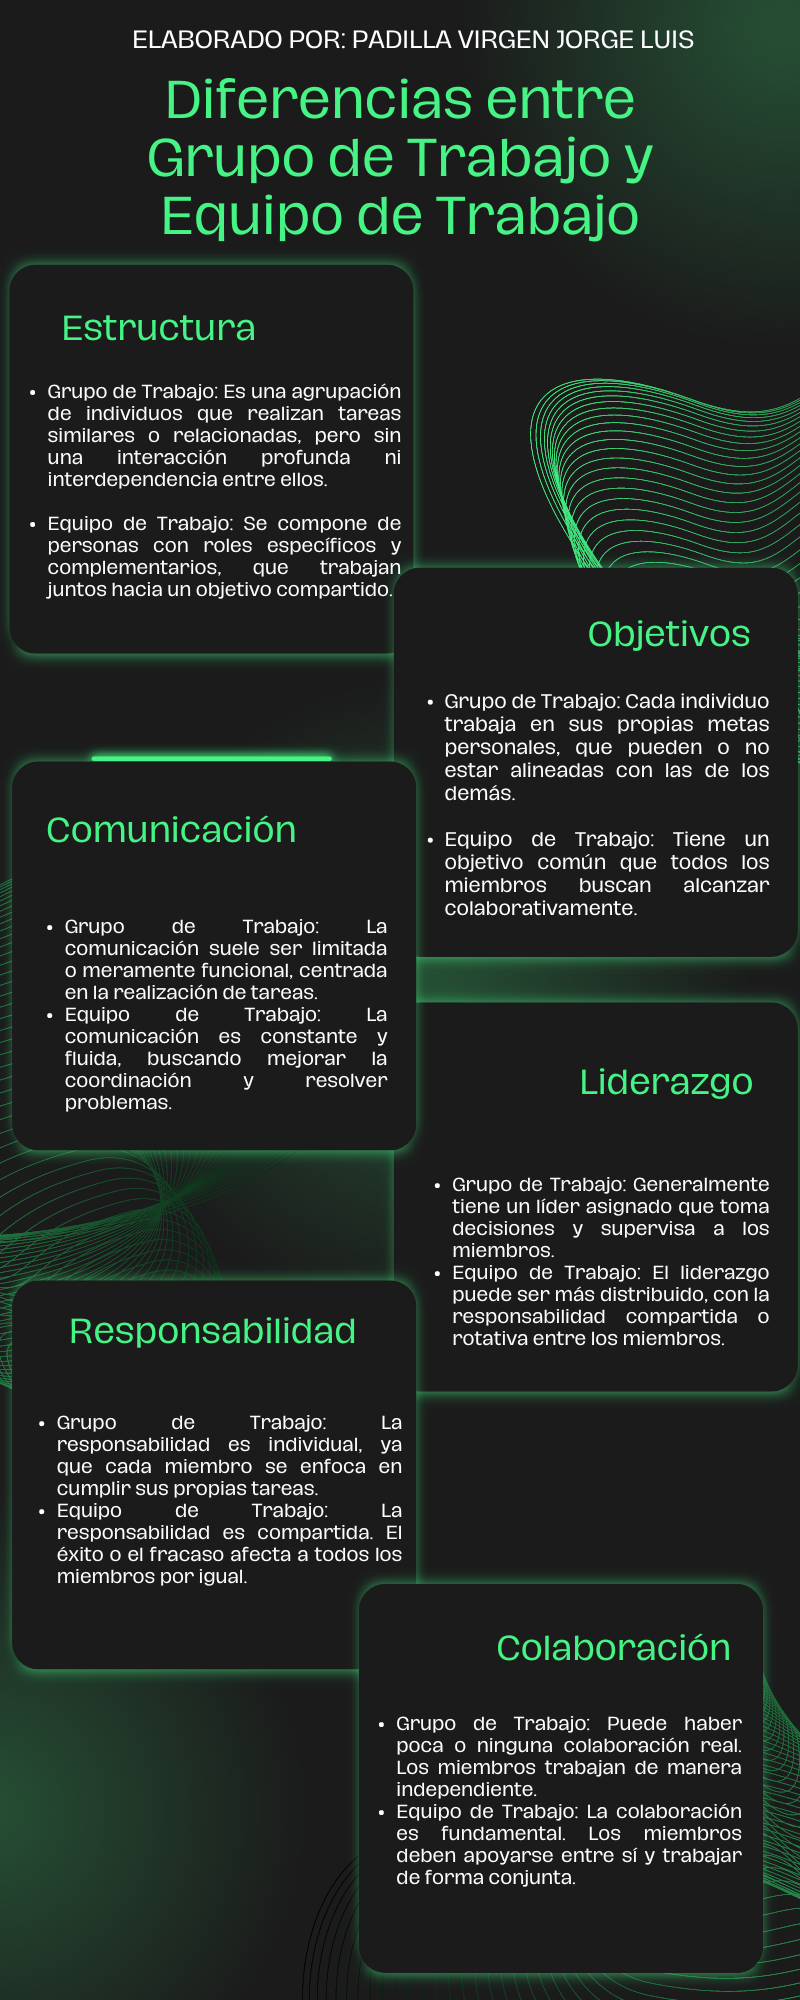 ELABORADO POR: PADILLA VIRGEN JORGE LUIS
Diferencias entre
Grupo de Trabajo y
Equipo de Trabajo
Estructura
• Grupo de Trabajo: Es una agrupación
de individuos que realizan tareas
similares o relacionadas, pero sin
una interacción profunda ni
interdependencia entre ellos.
• Equipo de Trabajo: Se compone de
personas con roles específicos y
complementarios, que trabajan
juntos hacia un objetivo compartido.
Objetivos
• Grupo de Trabajo: Cada individuo
trabaja en sus propias metas
personales, que pueden o no
estar alineadas con las de los
demás.
• Equipo de Trabajo: Tiene un
objetivo común que todos los
miembros buscan alcanzar
colaborativamente.
Comunicación
• Grupo de Trabajo: La
comunicación suele ser limitada
o meramente funcional, centrada
en la realización de tareas.
• Equipo de Trabajo: La
comunicación es constante y
fluida, buscando mejorar la
coordinación y resolver
problemas.
Liderazgo
• Grupo de Trabajo: Generalmente
tiene un líder asignado que toma
decisiones y supervisa a los
miembros.
• Equipo de Trabajo: El liderazgo
puede ser más distribuido, con la
responsabilidad compartida o
rotativa entre los miembros.
Responsabilidad
• Grupo de Trabajo: La
responsabilidad es individual, ya
que cada miembro se enfoca en
cumplir sus propias tareas.
• Equipo de Trabajo: La
responsabilidad es compartida. El
éxito o el fracaso afecta a todos los
miembros por igual.
Colaboración
• Grupo de Trabajo: Puede haber
poca o ninguna colaboración real.
Los miembros trabajan de manera
independiente.
• Equipo de Trabajo: La colaboración
es fundamental. Los miembros
deben apoyarse entre sí y trabajar
de forma conjunta.